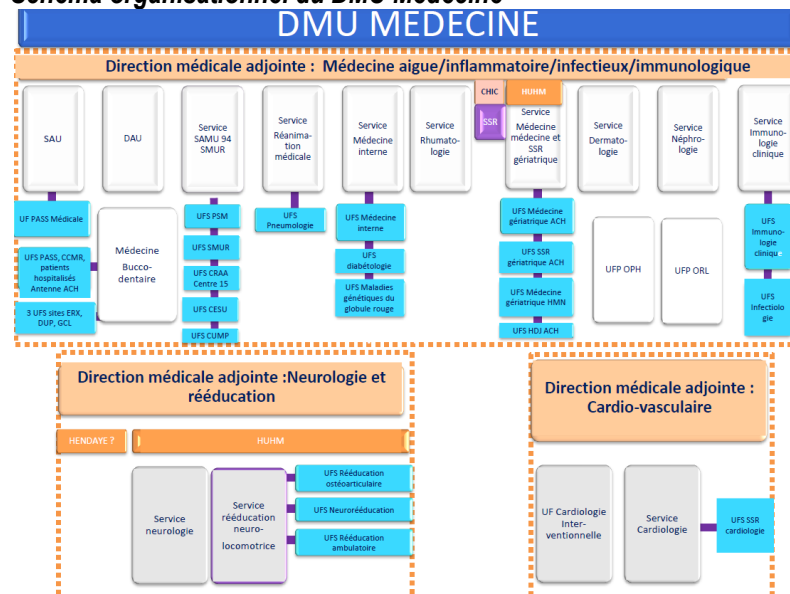 Schéma organisationnel du DMU Médecine
DMU MEDECINE
Direction médicale adjointe : Médecine aigue/inflammatoire/infectieux/immunologique
CHIC
HUHM
SSR
SAU
DAU
Service
SAMU 94
SMUR
Service
Réanima-
tion
médicale
Service
Médecine
interne
Service
Rhumato-
logie
Service
Médecine
médecine et
SSR
gériatrique
Service
Dermato-
logie
Service
Néphro-
logie
Service
Immuno-
logie
clinique
UF PASS Médicale
UFS PASS, CCMR,
patients
hospitalisés
Antenne ACH
3 UFS sites ERX,
DUP, GCL
Médecine
Bucco-
dentaire
UFS PSM
UFS SMUR
UFS CRAA
Centre 15
UFS CESU
UFS CUMP
UFS
Pneumologie
UFS Médecine
interne
UFS
diabétologie
UFS Maladies
génétiques du
globule rouge
UFS Médecine
gériatrique ACH
UFS SSR
gériatrique ACH
UFS Médecine
gériatrique HMN
UFS HDJ ACH
UFP OPH
UFP ORL
UFS
Immuno-
logie
clinique
UFS
Infectiolo
gie
Direction médicale adjointe :Neurologie et
rééducation
HENDAYE ?
HUHM
Service
neurologie
Service
rééducation
neuro-
locomotrice
UFS Rééducation
ostéoarticulaire
UFS Neurorééducation
UFS Rééducation
ambulatoire
Direction médicale adjointe :
Cardio-vasculaire
UF Cardiologie
Inter-
ventionnelle
Service
Cardiologie
UFS SSR
cardiologie